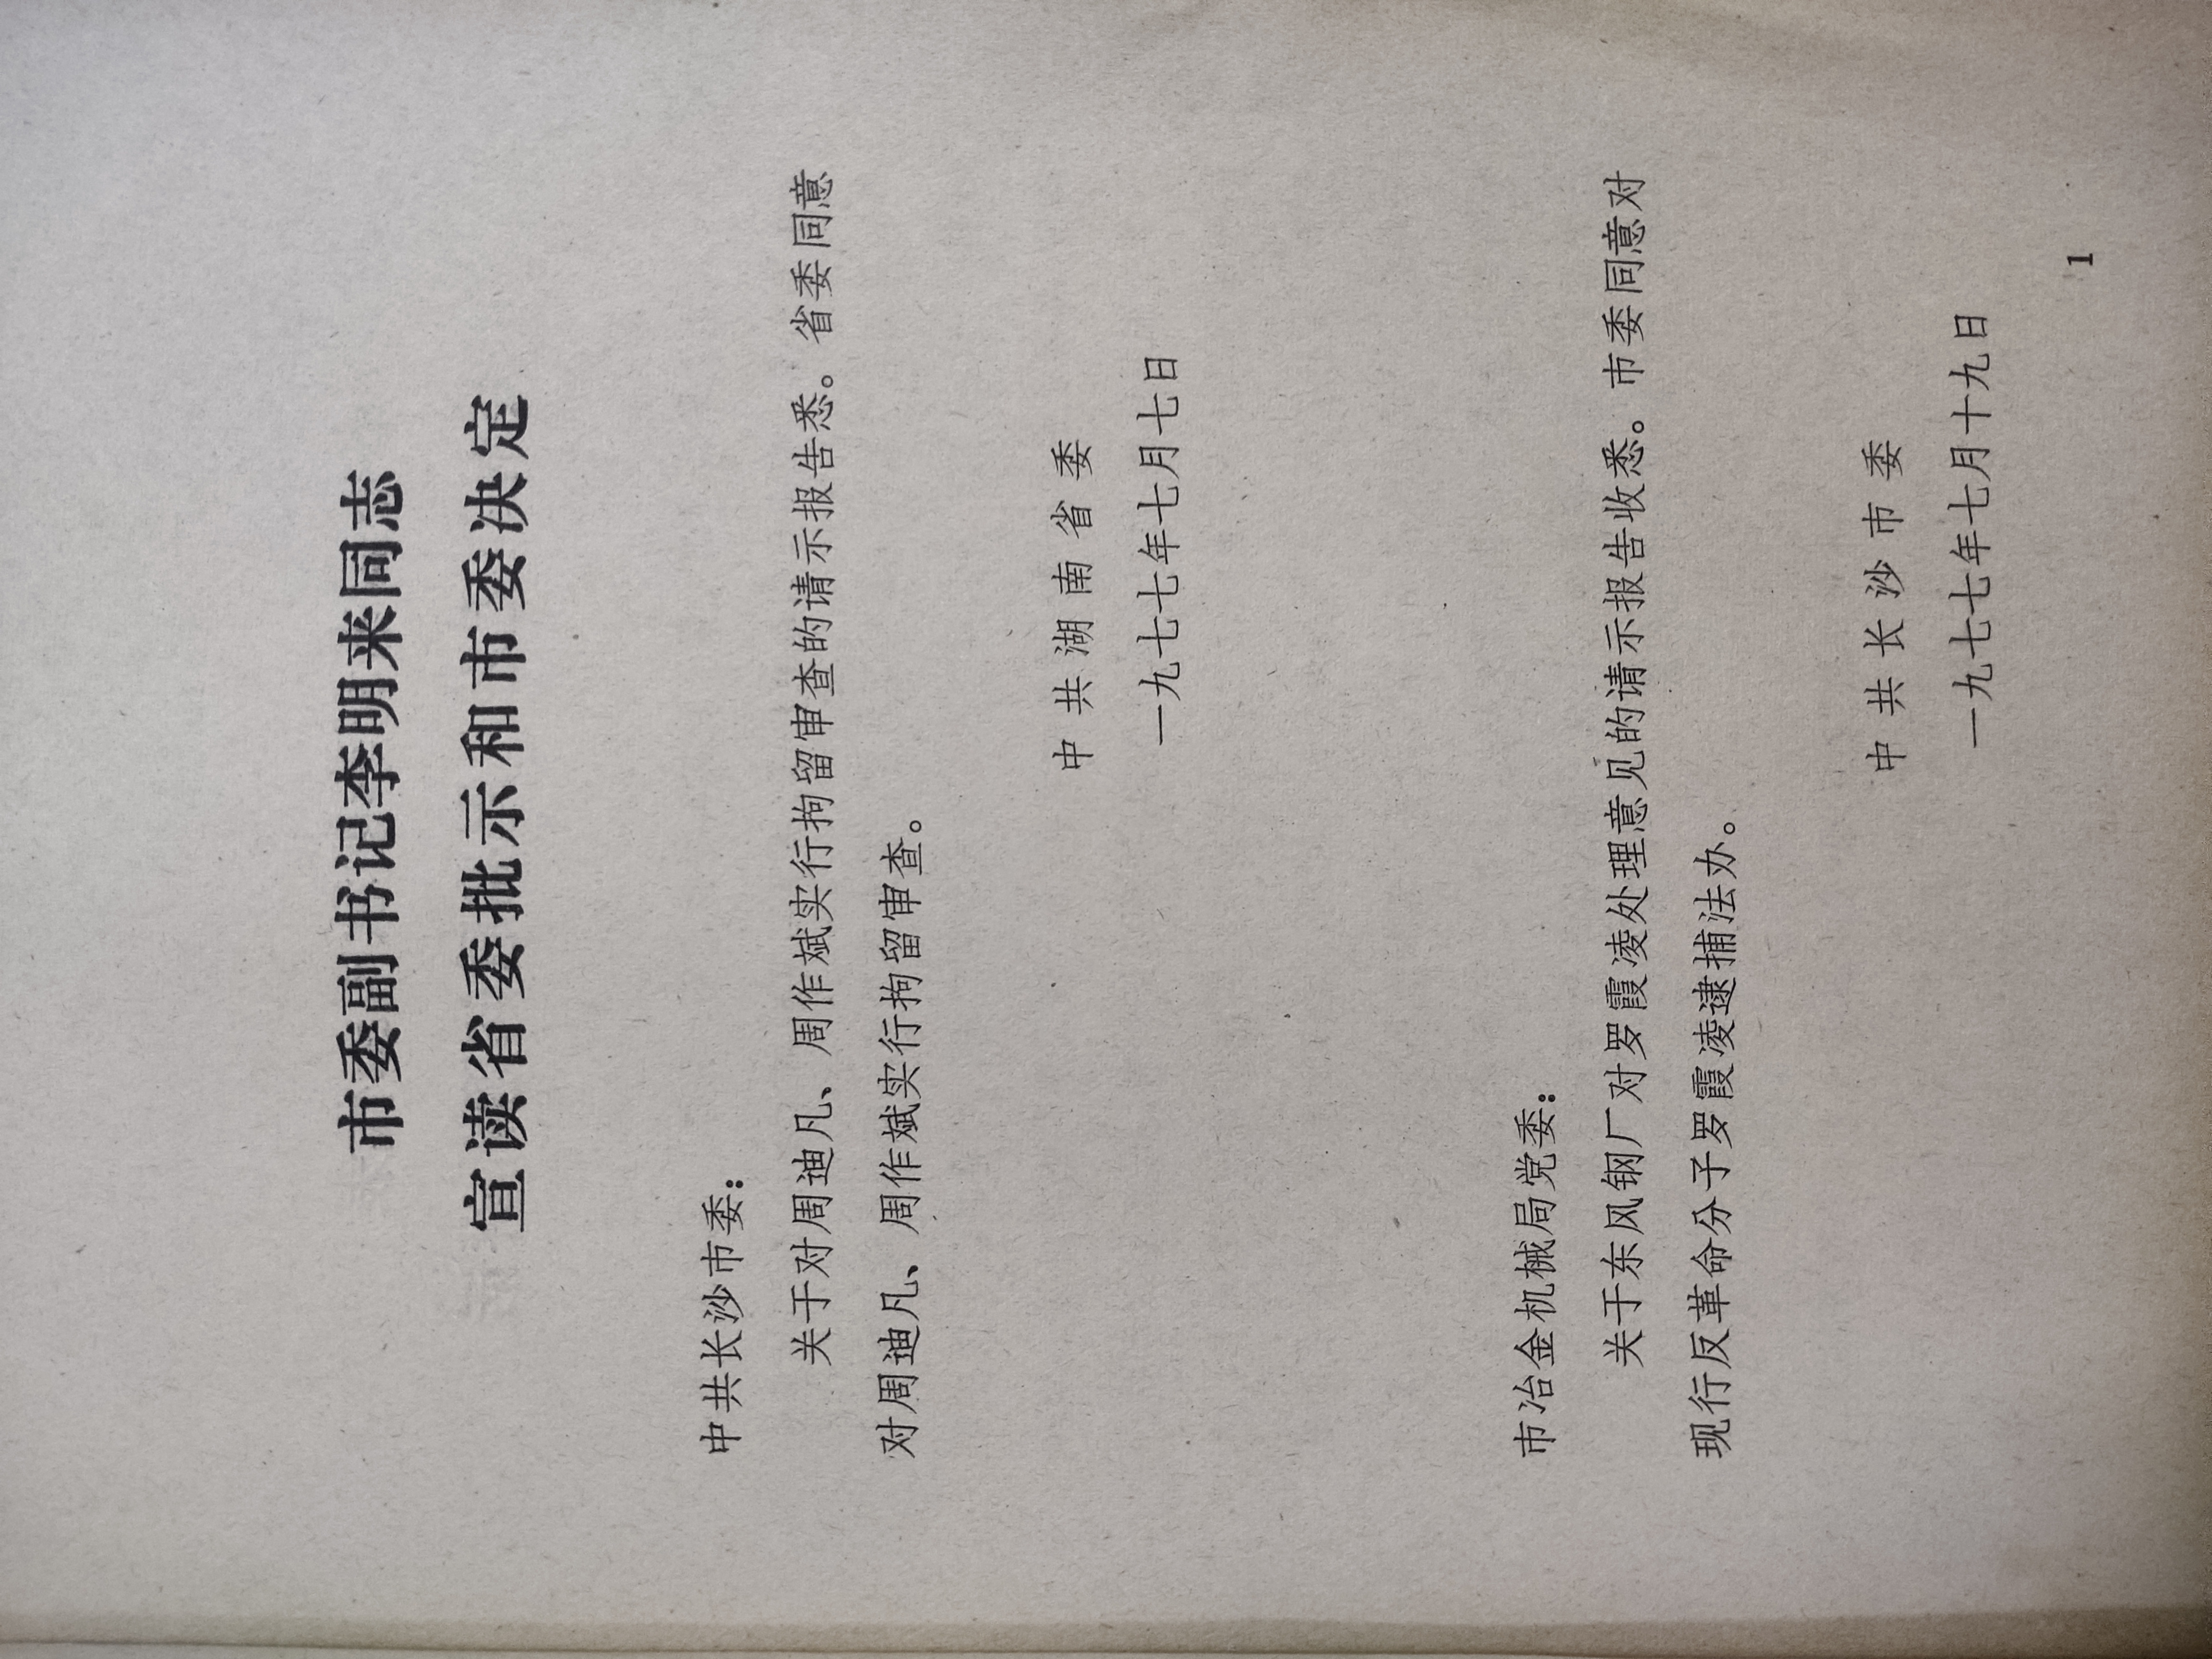 市委副书记李明来同志
宣读省委批示和市委决定
中共长沙市委：
关于对周迪凡、周作斌实行拘留审查的请示报告悉。省委同意
对周迪凡、周作斌实行拘留审查。
中共湖南省委
一九七七年七月七日
市冶金机械局党委：
关于东风钢厂对罗霞凌处理意见的请示报告收悉。市委同意对
现行反革命分子罗霞凌逮捕法办。
中共长沙市委
一九七七年七月十九日
1